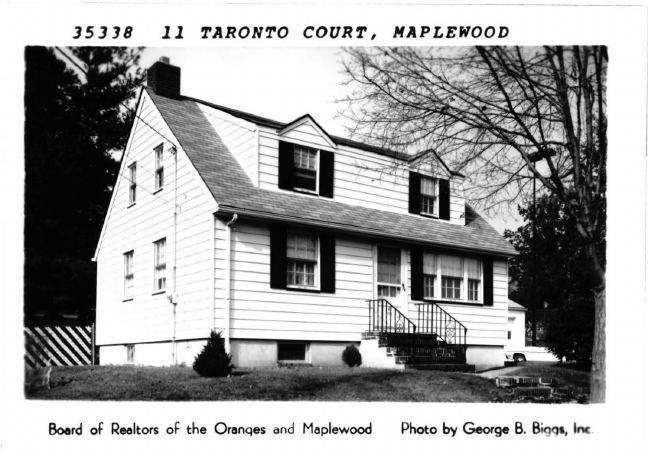 35338 11 TARONTO COURT, MAPLEWOOD
Board of Realtors of the Oranges and Maplewood Photo by George B. Biggs, Inc.